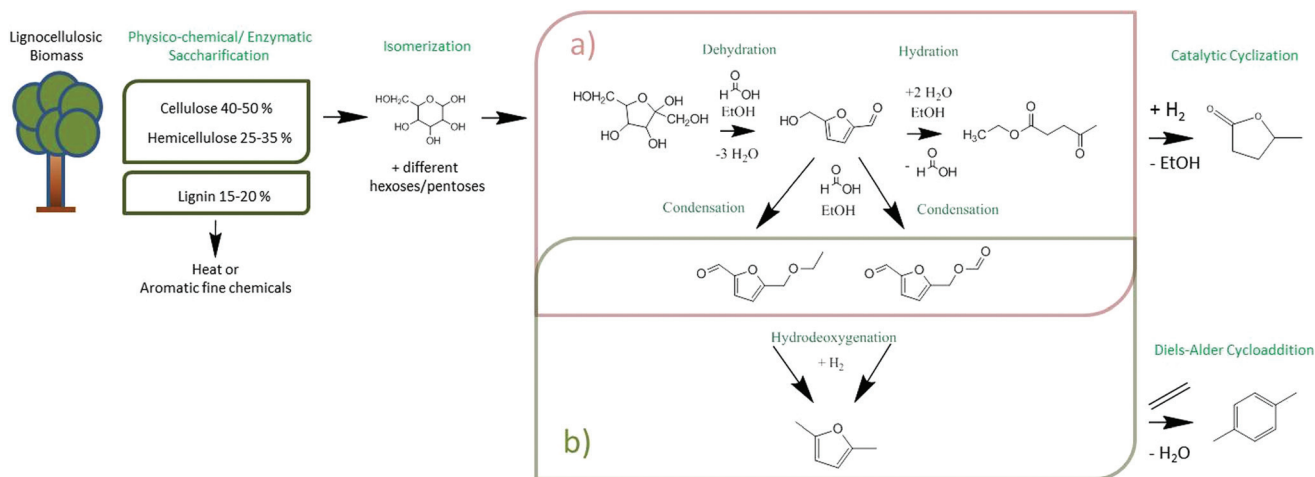 Lignocellulosic
Biomass
Physico-chemical/ Enzymatic
Saccharification
Cellulose 40-50 %
Hemicellulose 25-35 %
Lignin 15-20 %
Heat or
Aromatic fine chemicals
Isomerization
HOH₂C
O
OH
HO
OH
OH
+ different
hexoses/pentoses
a)
Dehydration
HOH₂C
O
OH
CH₂OH
HO
OH
O
H
OH
EtOH
-3 H₂O
HO
O
O
Hydration
+2 H₂O
EtOH
-
O
H
OH
H₃C
O
O
O
Condensation
O
H
OH
EtOH
Condensation
O
O
O
O
O
O
O
Hydrodeoxygenation
+ H₂
O
b)
Catalytic Cyclization
+ H₂
- EtOH
O
O
Diels-Alder Cycloaddition
- H₂O